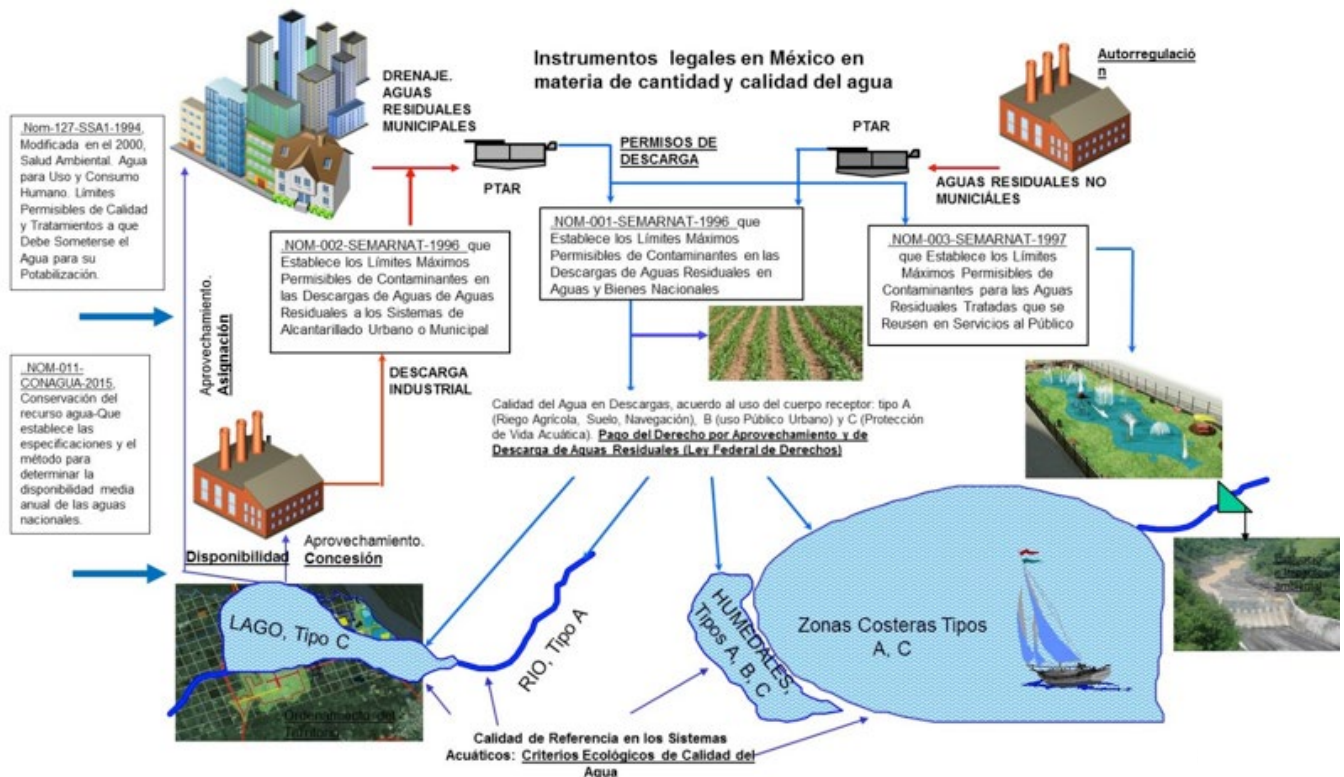 Instrumentos legales en México en
materia de cantidad y calidad del agua
Autorregulació
n
DRENAJE.
AGUAS
RESIDUALES
MUNICIPALES
PTAR
PERMISOS DE
DESCARGA
PTAR
AGUAS RESIDUALES NO
MUNICIÁLES
Nom-127-SSA1-1994,
Modificada en el 2000,
Salud Ambiental. Agua
para Uso y Consumo
Humano. Límites
Permisibles de Calidad
y Tratamientos a que
Debe Someterse el
Agua para su
Potabilización.
NOM-002-SEMARNAT-1996 que
Establece los Límites Máximos
Permisibles de Contaminantes en
las Descargas de Aguas de Aguas
Residuales a los Sistemas de
Alcantarillado Urbano o Municipal
NOM-001-SEMARNAT-1996 que
Establece los Límites Máximos
Permisibles de Contaminantes en las
Descargas de Aguas Residuales en
Aguas y Bienes Nacionales
NOM-003-SEMARNAT-1997
que Establece los Límites
Máximos Permisibles de
Contaminantes para las Aguas
Residuales Tratadas que se
Reusen en Servicios al Público
Aprovechamiento.
Asignación
DESCARGA
INDUSTRIAL
NOM-011-
CONAGUA-2015,
Conservación del
recurso agua-Que
establece las
especificaciones y el
método para
determinar la
disponibilidad media
anual de las aguas
nacionales.
Calidad del Agua en Descargas, acuerdo al uso del cuerpo receptor: tipo A
(Riego Agrícola, Suelo, Navegación), B (uso Público Urbano) y C (Protección
de Vida Acuática). Pago del Derecho por Aprovechamiento y de
Descarga de Aguas Residuales (Ley Federal de Derechos)
Disponibilidad
Aprovechamiento.
Concesión
LAGO, Tipo C
RIO, Tipo A
HUMEDALES,
Tipos A, B, C
Zonas Costeras Tipos
A, C
Ordenamiento del
Territorio
Calidad de Referencia en los Sistemas
Acuáticos: Criterios Ecológicos de Calidad del
Agua